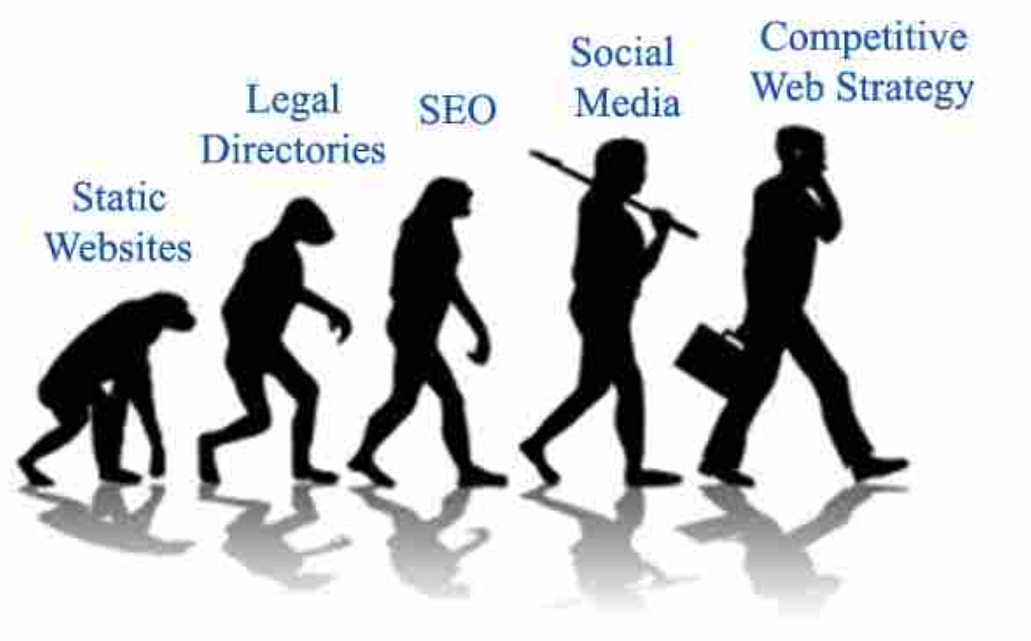 Static
Websites
Legal
Directories
SEO
Social
Media
Competitive
Web Strategy